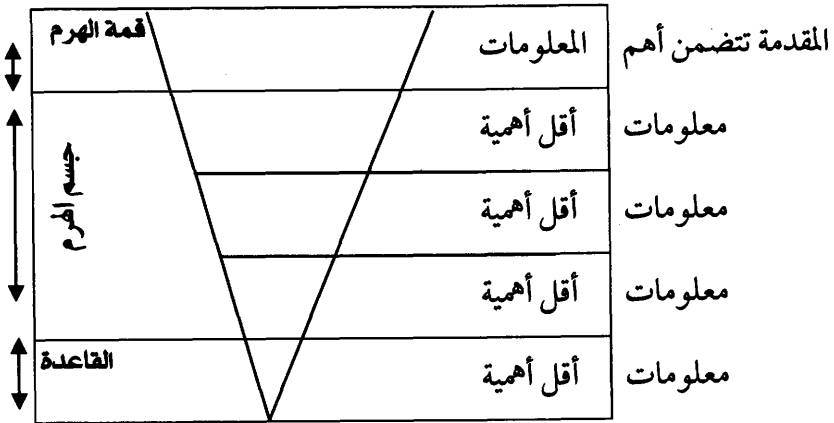 المقدمة تتضمن أهم المعلومات قمة الهرم
معلومات أقل أهمية
جسم الهرم
معلومات أقل أهمية
معلومات أقل أهمية
معلومات أقل أهمية القاعدة